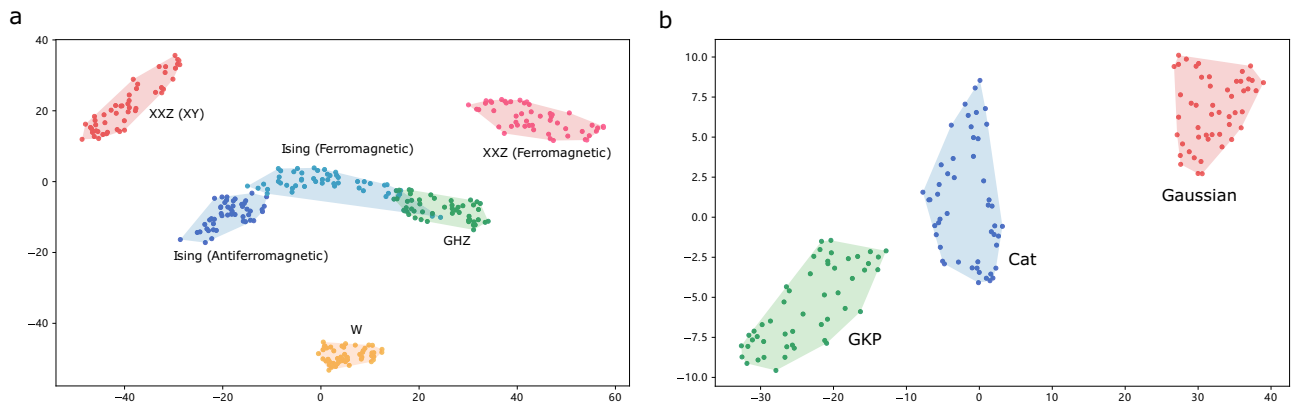 a
40
20
0
−20
−40
−40
−20
0
20
40
60
XXZ (XY)
Ising (Ferromagnetic)
XXZ (Ferromagnetic)
GHZ
Ising (Antiferromagnetic)
W
b
10.0
7.5
5.0
2.5
0.0
−2.5
−5.0
−7.5
−10.0
−30
−20
−10
0
10
20
30
40
Gaussian
Cat
GKP